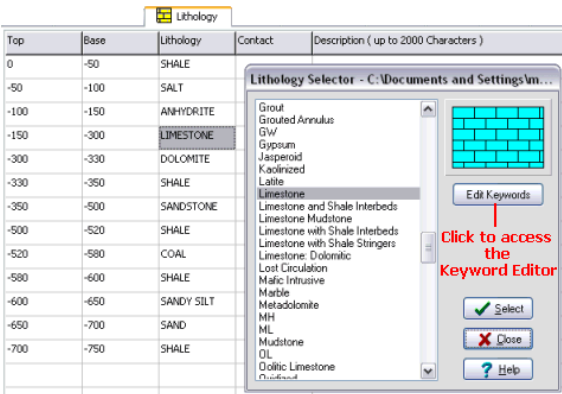 Lithology
Top Base Lithology Contact Description ( up to 2000 Characters )
0 -50 SHALE
-50 -100 SALT
-100 -150 ANHYDRITE
-150 -300 LIMESTONE
-300 -330 DOLOMITE
-330 -350 SHALE
-350 -500 SANDSTONE
-500 -520 SHALE
-520 -580 COAL
-580 -600 SHALE
-600 -650 SANDY SILT
-650 -700 SAND
-700 -750 SHALE
Lithology Selector - C:\Documents and Settings\m...
Grout
Grouted Annulus
GW
Gypsum
Jasperoid
Kaolinized
Latite
Limestone
Limestone and Shale Interbeds
Limestone Mudstone
Limestone with Shale Interbeds
Limestone with Shale Stringers
Limestone: Dolomitic
Lost Circulation
Mafic Intrusive
Marble
Metadolomite
MH
ML
Mudstone
OL
Oolitic Limestone
Oxidized
Edit Keywords
Click to access
the
Keyword Editor
Select
Close
? Help